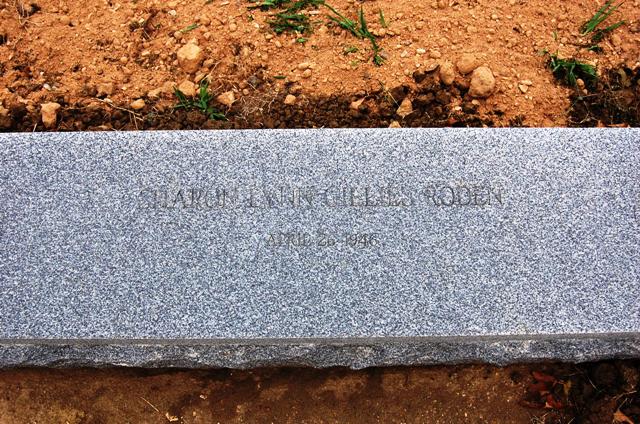 SHARON LYNN GILLIES RODEN
APRIL 26 1946